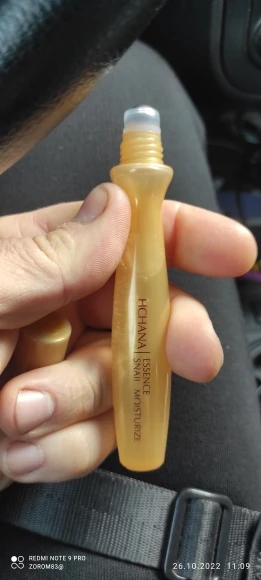 HCHANA
ESSENCE
SNAIL MOISTURIZE
REDMI NOTE 9 PRO
ZOROM83@
26.10.2022 11:09